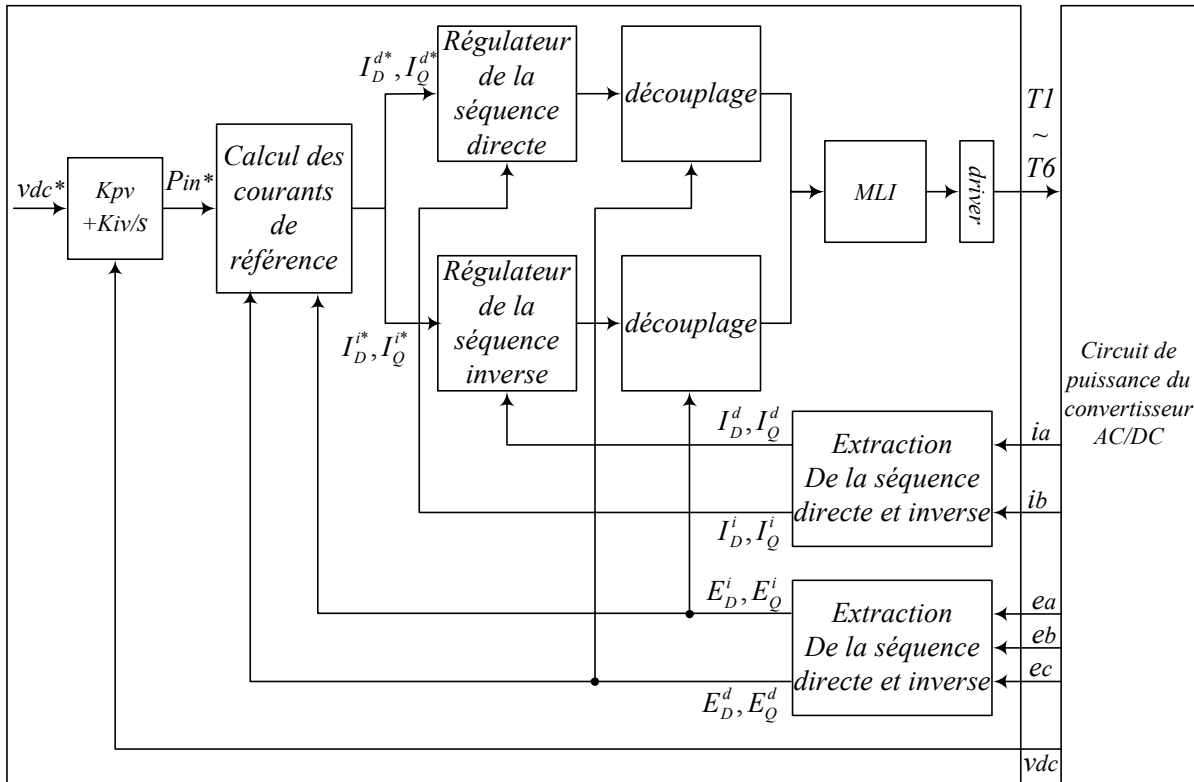 vdc*
Kpv
+Kiv/s
Pin*
Calcul des
courants
de
référence
I_D^{d*}, I_Q^{d*}
I_D^{i*}, I_Q^{i*}
Régulateur
de la
séquence
directe
découplage
Régulateur
de la
séquence
inverse
découplage
MLI
driver
T1
~
T6
I_D^d, I_Q^d
I_D^i, I_Q^i
Extraction
De la séquence
directe et inverse
ia
ib
E_D^i, E_Q^i
E_D^d, E_Q^d
Extraction
De la séquence
directe et inverse
ea
eb
ec
vdc
Circuit de
puissance du
convertisseur
AC/DC